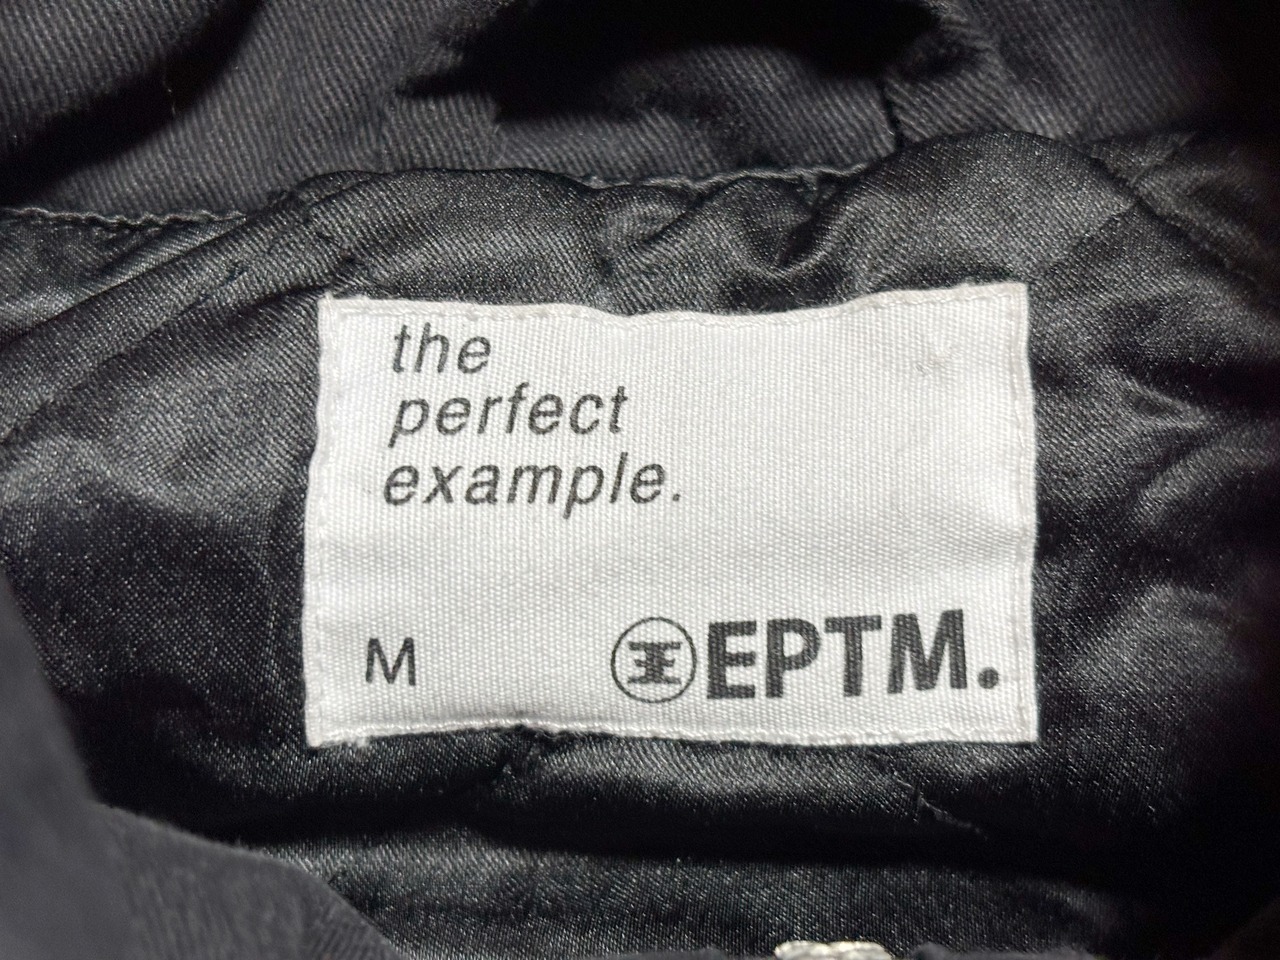 the
perfect
example.
M
EPTM.